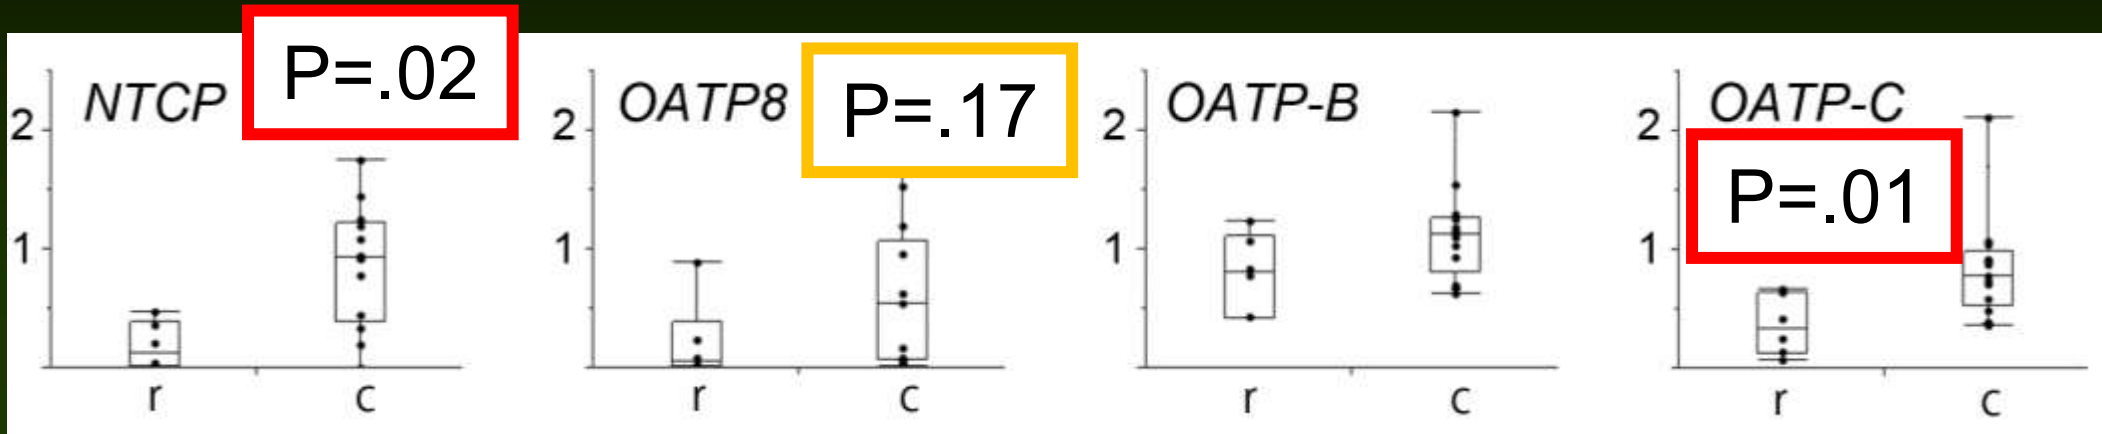 NTCP
P=.02
2
1
r
c
OATP8
P=.17
2
1
r
c
OATP-B
2
1
r
c
OATP-C
P=.01
2
1
r
c